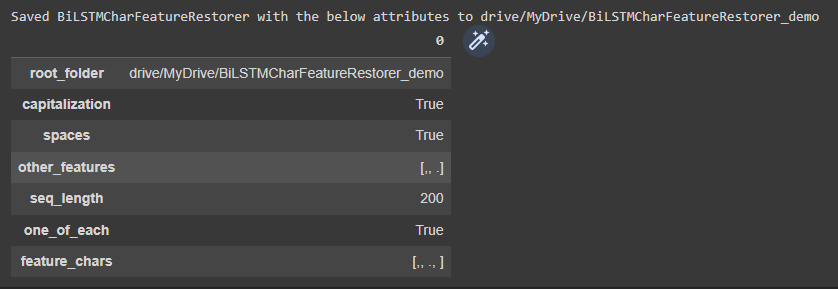 Saved BiLSTMCharFeatureRestorer with the below attributes to drive/MyDrive/BiLSTMCharFeatureRestorer_demo
0
root_folder drive/MyDrive/BiLSTMCharFeatureRestorer_demo
capitalization True
spaces True
other_features [,, .]
seq_length 200
one_of_each True
feature_chars [,, ., ]